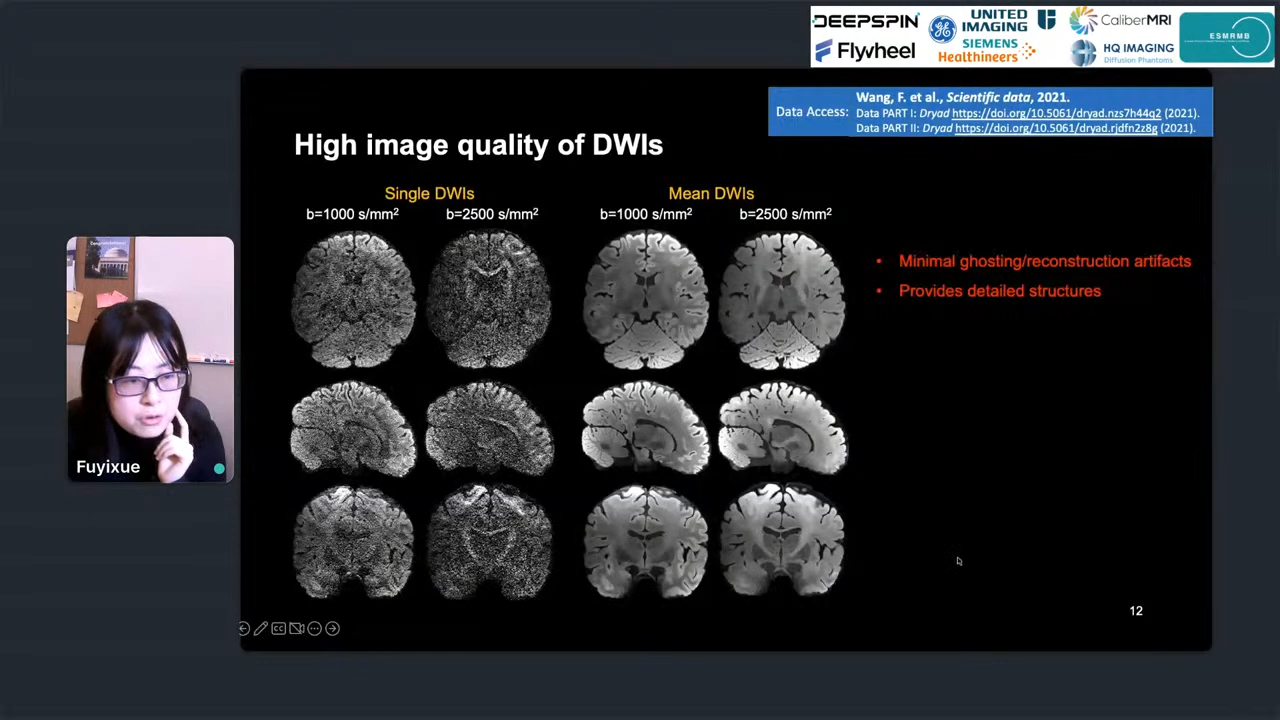 DEEPSPIN
UNITED IMAGING
CaliberMRI
ESMRMB
Flywheel
SIEMENS Healthineers
HQ IMAGING
Diffusion Phantoms
Wang, F. et al., Scientific data, 2021.
Data Access:
Data PART I: Dryad https://doi.org/10.5061/dryad.nzs7h44q2 (2021).
Data PART II: Dryad https://doi.org/10.5061/dryad.rjdfn2z8g (2021).
High image quality of DWIs
Single DWIs
Mean DWIs
b=1000 s/mm²
b=2500 s/mm²
b=1000 s/mm²
b=2500 s/mm²
• Minimal ghosting/reconstruction artifacts
• Provides detailed structures
Fuyixue
12